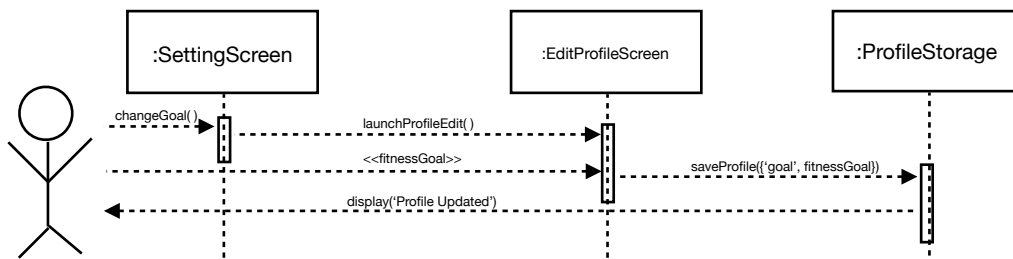 :SettingScreen
:EditProfileScreen
:ProfileStorage
changeGoal( )
launchProfileEdit( )
<<fitnessGoal>>
saveProfile({‘goal’, fitnessGoal})
display(‘Profile Updated’)